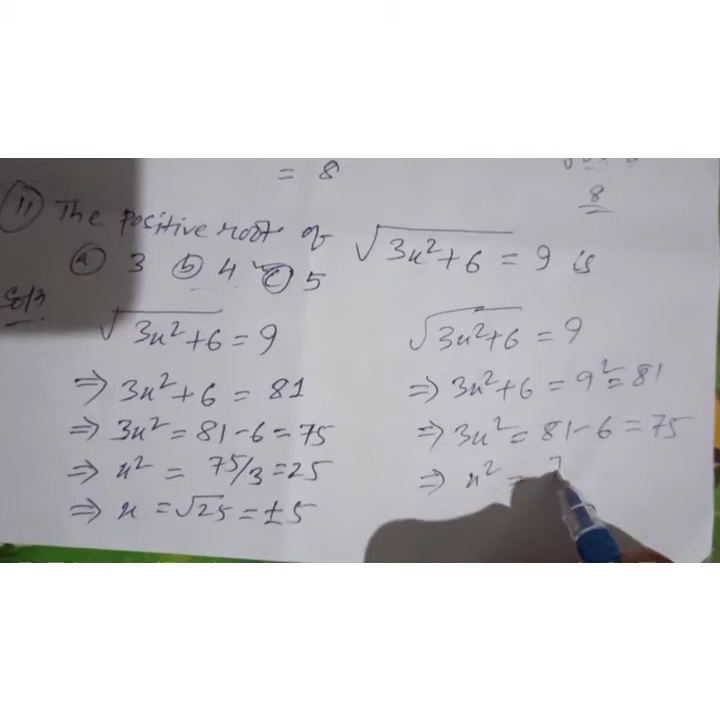 = 8
8
(11) The positive root of √3x²+6 = 9 is
(a) 3 (b) 4 (c) 5
Sol?
√3x²+6 = 9
⇒ 3x²+6 = 81
⇒ 3x² = 81-6 = 75
⇒ x² = 75/3 = 25
⇒ x = √25 = ±5
√3x²+6 = 9
⇒ 3x²+6 = 9² = 81
⇒ 3x² = 81-6 = 75
⇒ x² =